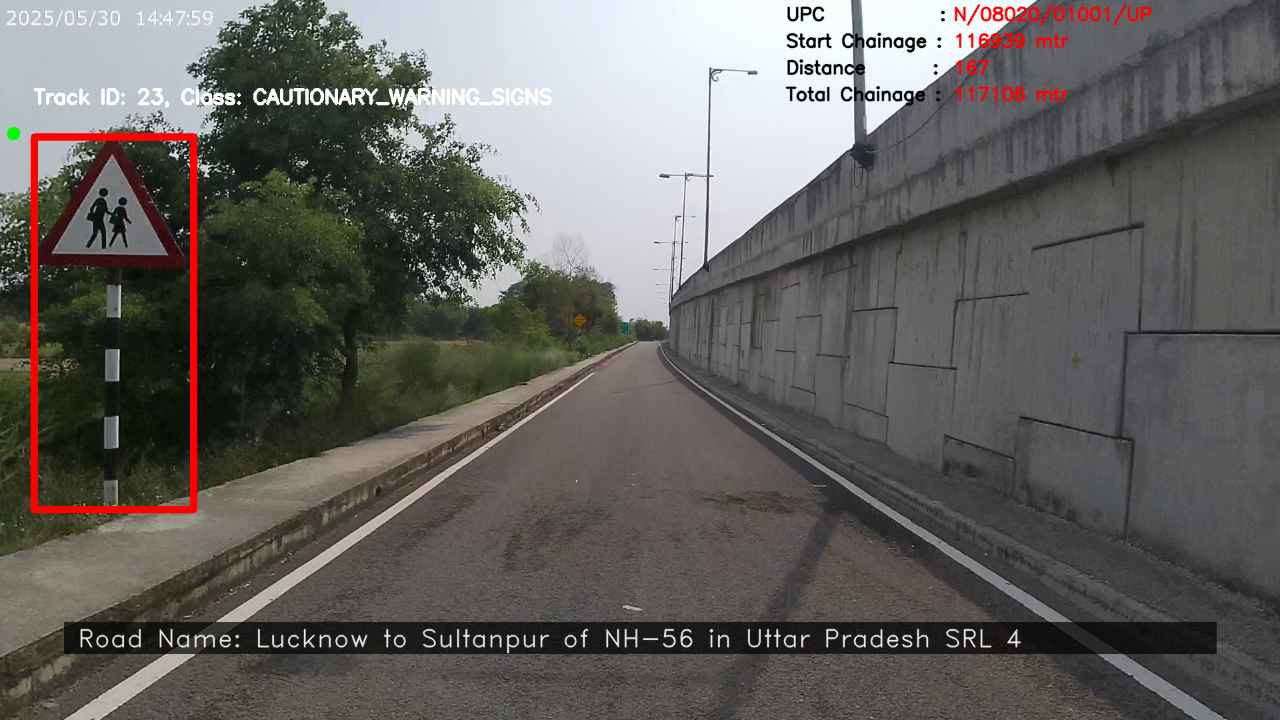 2025/05/30 14:47:59
UPC : N/08020/01001/UP
Start Chainage : 116939 mtr
Distance : 167
Total Chainage : 117106 mtr
Track ID: 23, Class: CAUTIONARY_WARNING_SIGNS
Road Name: Lucknow to Sultanpur of NH-56 in Uttar Pradesh SRL 4